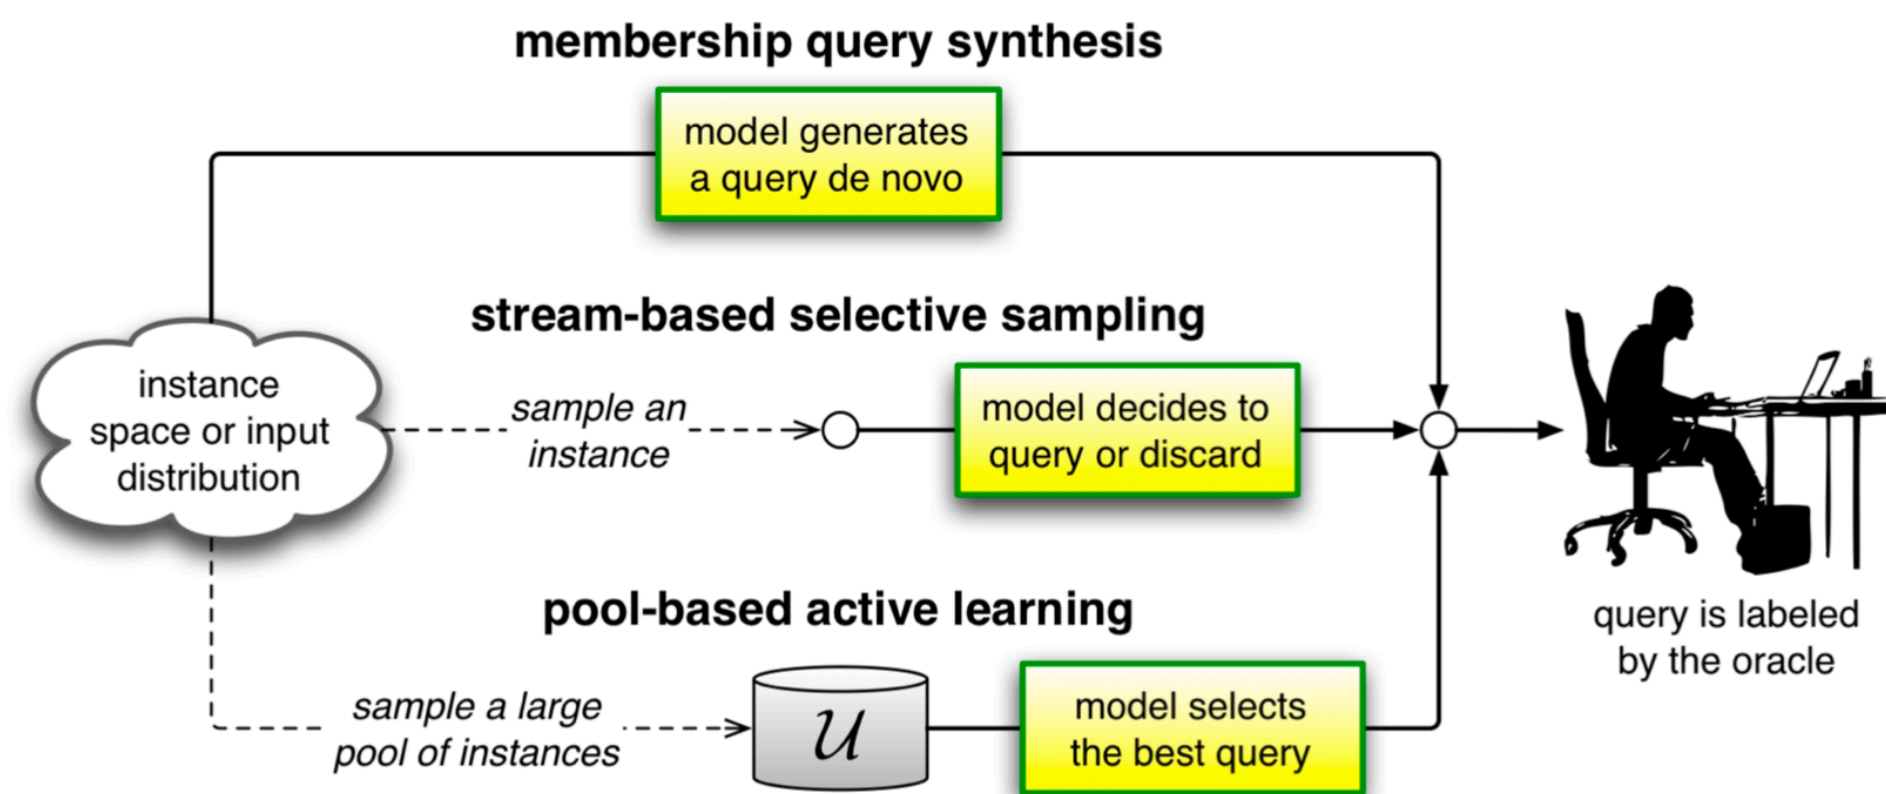 membership query synthesis
model generates
a query de novo
stream-based selective sampling
instance
space or input
distribution
sample an
instance
model decides to
query or discard
pool-based active learning
sample a large
pool of instances
U
model selects
the best query
query is labeled
by the oracle